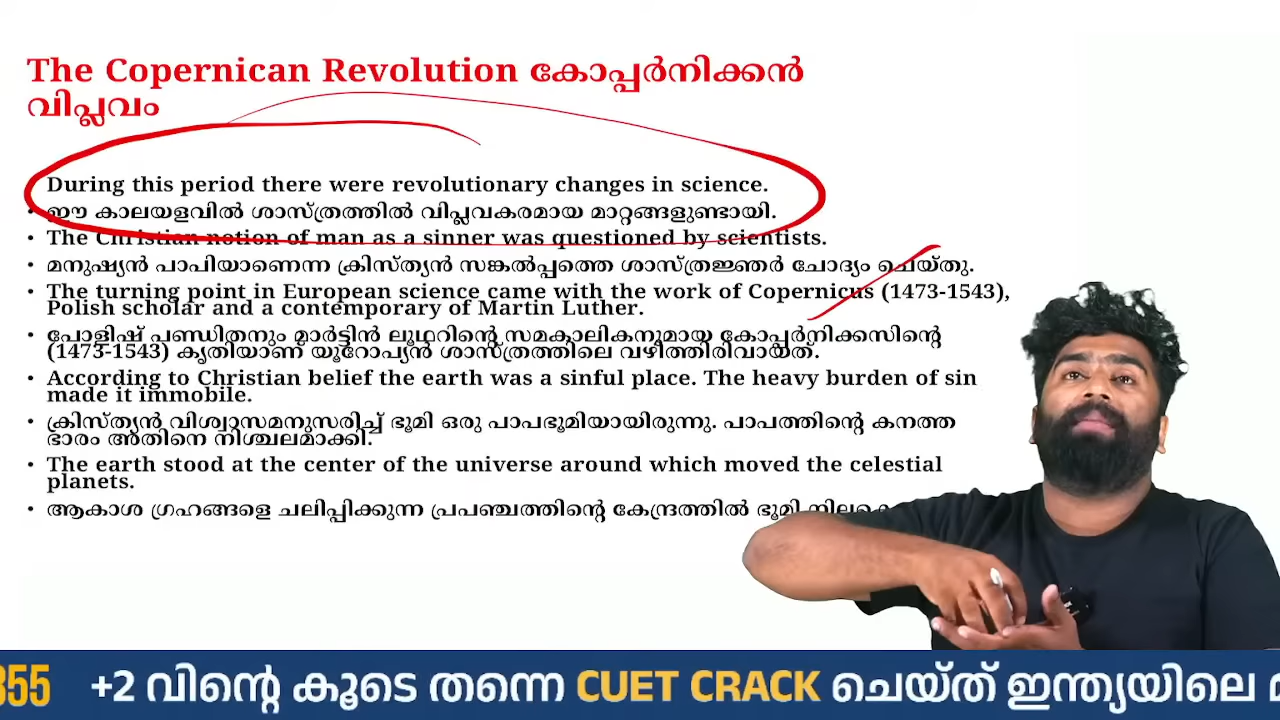 The Copernican Revolution കോപ്പർനിക്കൻ
വിപ്ലവം
During this period there were revolutionary changes in science.
• ഈ കാലയളവിൽ ശാസ്ത്രത്തിൽ വിപ്ലവകരമായ മാറ്റങ്ങളുണ്ടായി.
• The Christian notion of man as a sinner was questioned by scientists.
• മനുഷ്യൻ പാപിയാണെന്ന ക്രിസ്ത്യൻ സങ്കൽപ്പത്തെ ശാസ്ത്രജ്ഞർ ചോദ്യം ചെയ്തു.
• The turning point in European science came with the work of Copernicus (1473-1543),
Polish scholar and a contemporary of Martin Luther.
• പോളിഷ് പണ്ഡിതനും മാർട്ടിൻ ലൂഥറിന്റെ സമകാലികനുമായ കോപ്പർനിക്കസിന്റെ
(1473-1543) കൃതിയാണ് യൂറോപ്യൻ ശാസ്ത്രത്തിലെ വഴിത്തിരിവായത്.
• According to Christian belief the earth was a sinful place. The heavy burden of sin
made it immobile.
• ക്രിസ്ത്യൻ വിശ്വാസമനുസരിച്ച് ഭൂമി ഒരു പാപഭൂമിയായിരുന്നു. പാപത്തിന്റെ കനത്ത
ഭാരം അതിനെ നിശ്ചലമാക്കി.
• The earth stood at the center of the universe around which moved the celestial
planets.
• ആകാശ ഗ്രഹങ്ങളെ ചലിപ്പിക്കുന്ന പ്രപഞ്ചത്തിന്റെ കേന്ദ്രത്തിൽ ഭൂമി
355 +2 വിന്റെ കൂടെ തന്നെ CUET CRACK ചെയ്ത് ഇന്ത്യയിലെ